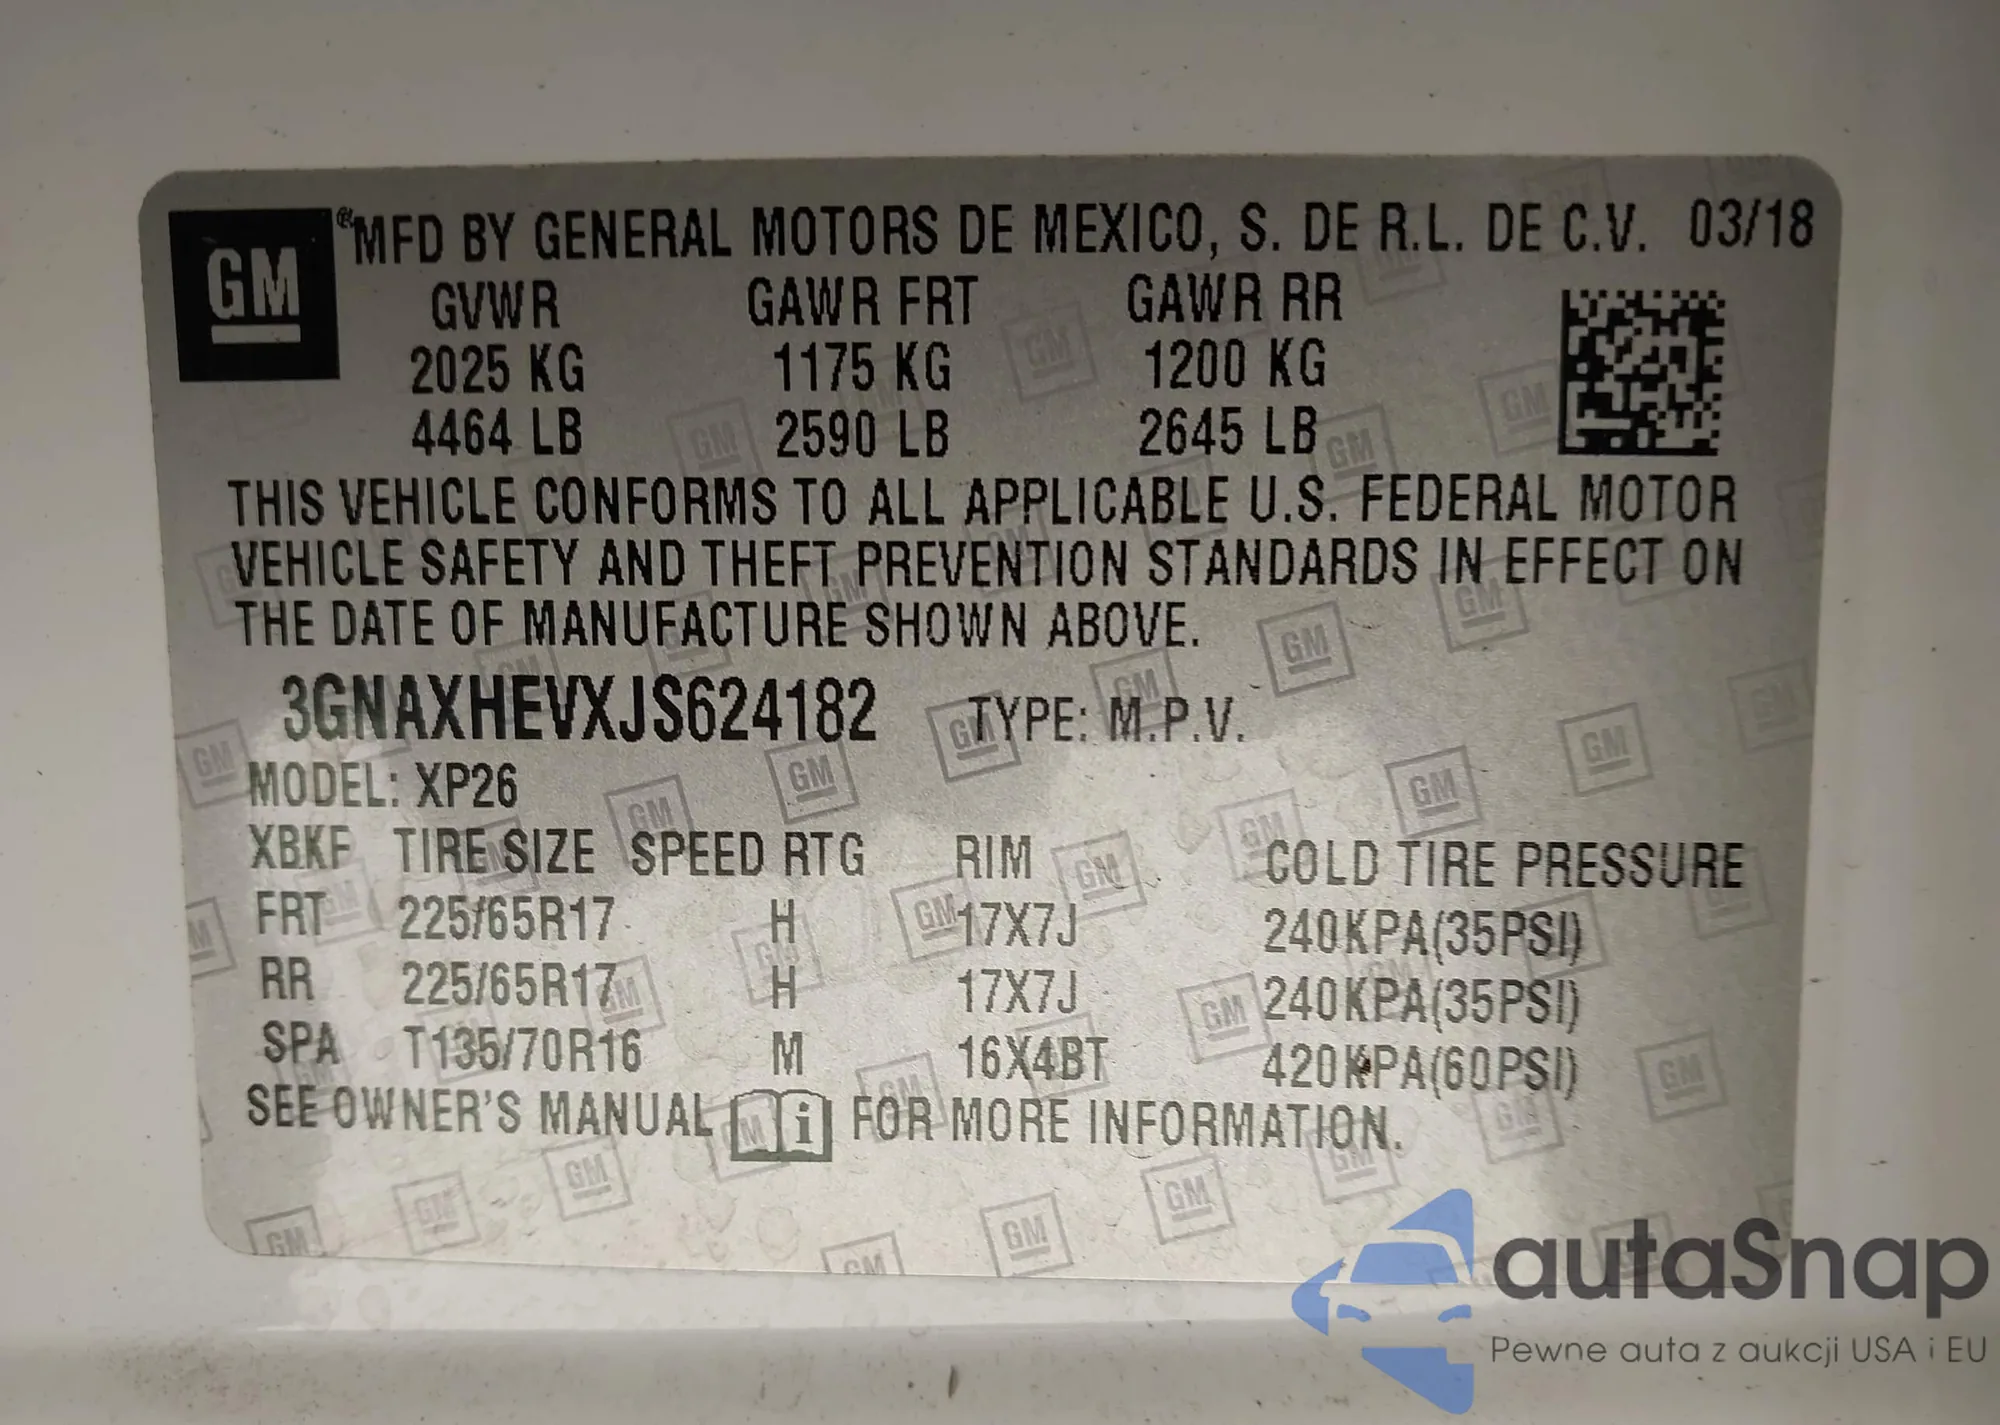 GM ® MFD BY GENERAL MOTORS DE MEXICO, S. DE R.L. DE C.V. 03/18
GVWR GAWR FRT GAWR RR
2025 KG 1175 KG 1200 KG
4464 LB 2590 LB 2645 LB
THIS VEHICLE CONFORMS TO ALL APPLICABLE U.S. FEDERAL MOTOR
VEHICLE SAFETY AND THEFT PREVENTION STANDARDS IN EFFECT ON
THE DATE OF MANUFACTURE SHOWN ABOVE.
3GNAXHEVXJS624182 TYPE: M.P.V.
MODEL: XP26
XBKF TIRE SIZE SPEED RTG RIM COLD TIRE PRESSURE
FRT 225/65R17 H 17X7J 240KPA(35PSI)
RR 225/65R17 H 17X7J 240KPA(35PSI)
SPA T135/70R16 M 16X4BT 420KPA(60PSI)
SEE OWNER'S MANUAL i FOR MORE INFORMATION.
autaSnap
Pewne auta z aukcji USA i EU